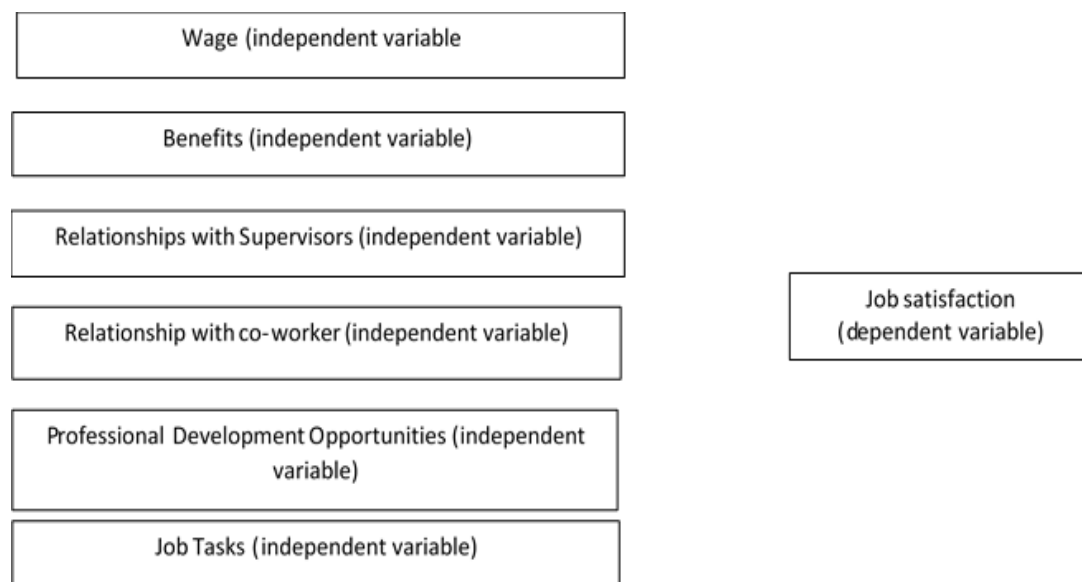 Wage (independent variable
Benefits (independent variable)
Relationships with Supervisors (independent variable)
Relationship with co-worker (independent variable)
Professional Development Opportunities (independent
variable)
Job Tasks (independent variable)
Job satisfaction
(dependent variable)